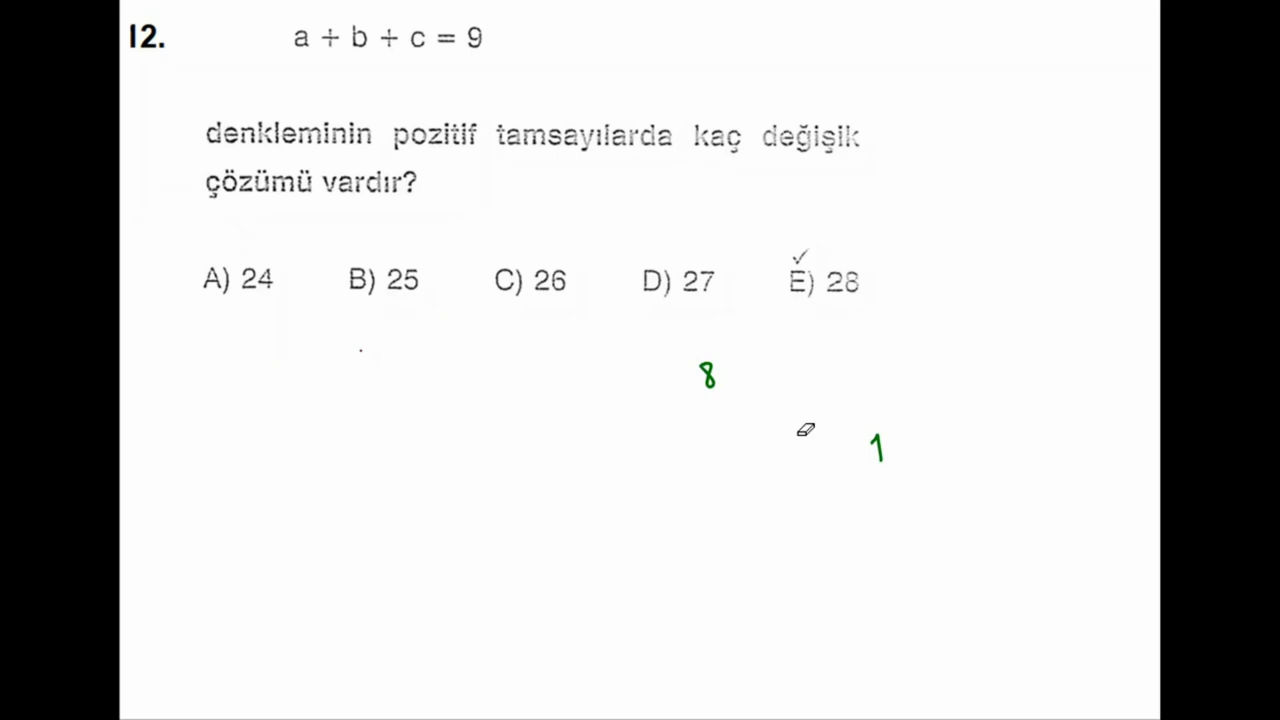 12. a + b + c = 9
denkleminin pozitif tamsayılarda kaç değişik
çözümü vardır?
A) 24 B) 25 C) 26 D) 27 E) 28
8
1